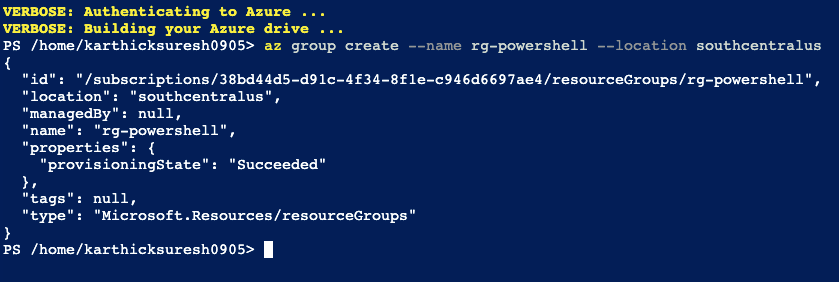 VERBOSE: Authenticating to Azure ...
VERBOSE: Building your Azure drive ...
PS /home/karthicksuresh0905> az group create --name rg-powershell --location southcentralus
{
  "id": "/subscriptions/38bd44d5-d91c-4f34-8f1e-c946d6697ae4/resourceGroups/rg-powershell",
  "location": "southcentralus",
  "managedBy": null,
  "name": "rg-powershell",
  "properties": {
    "provisioningState": "Succeeded"
  },
  "tags": null,
  "type": "Microsoft.Resources/resourceGroups"
}
PS /home/karthicksuresh0905>